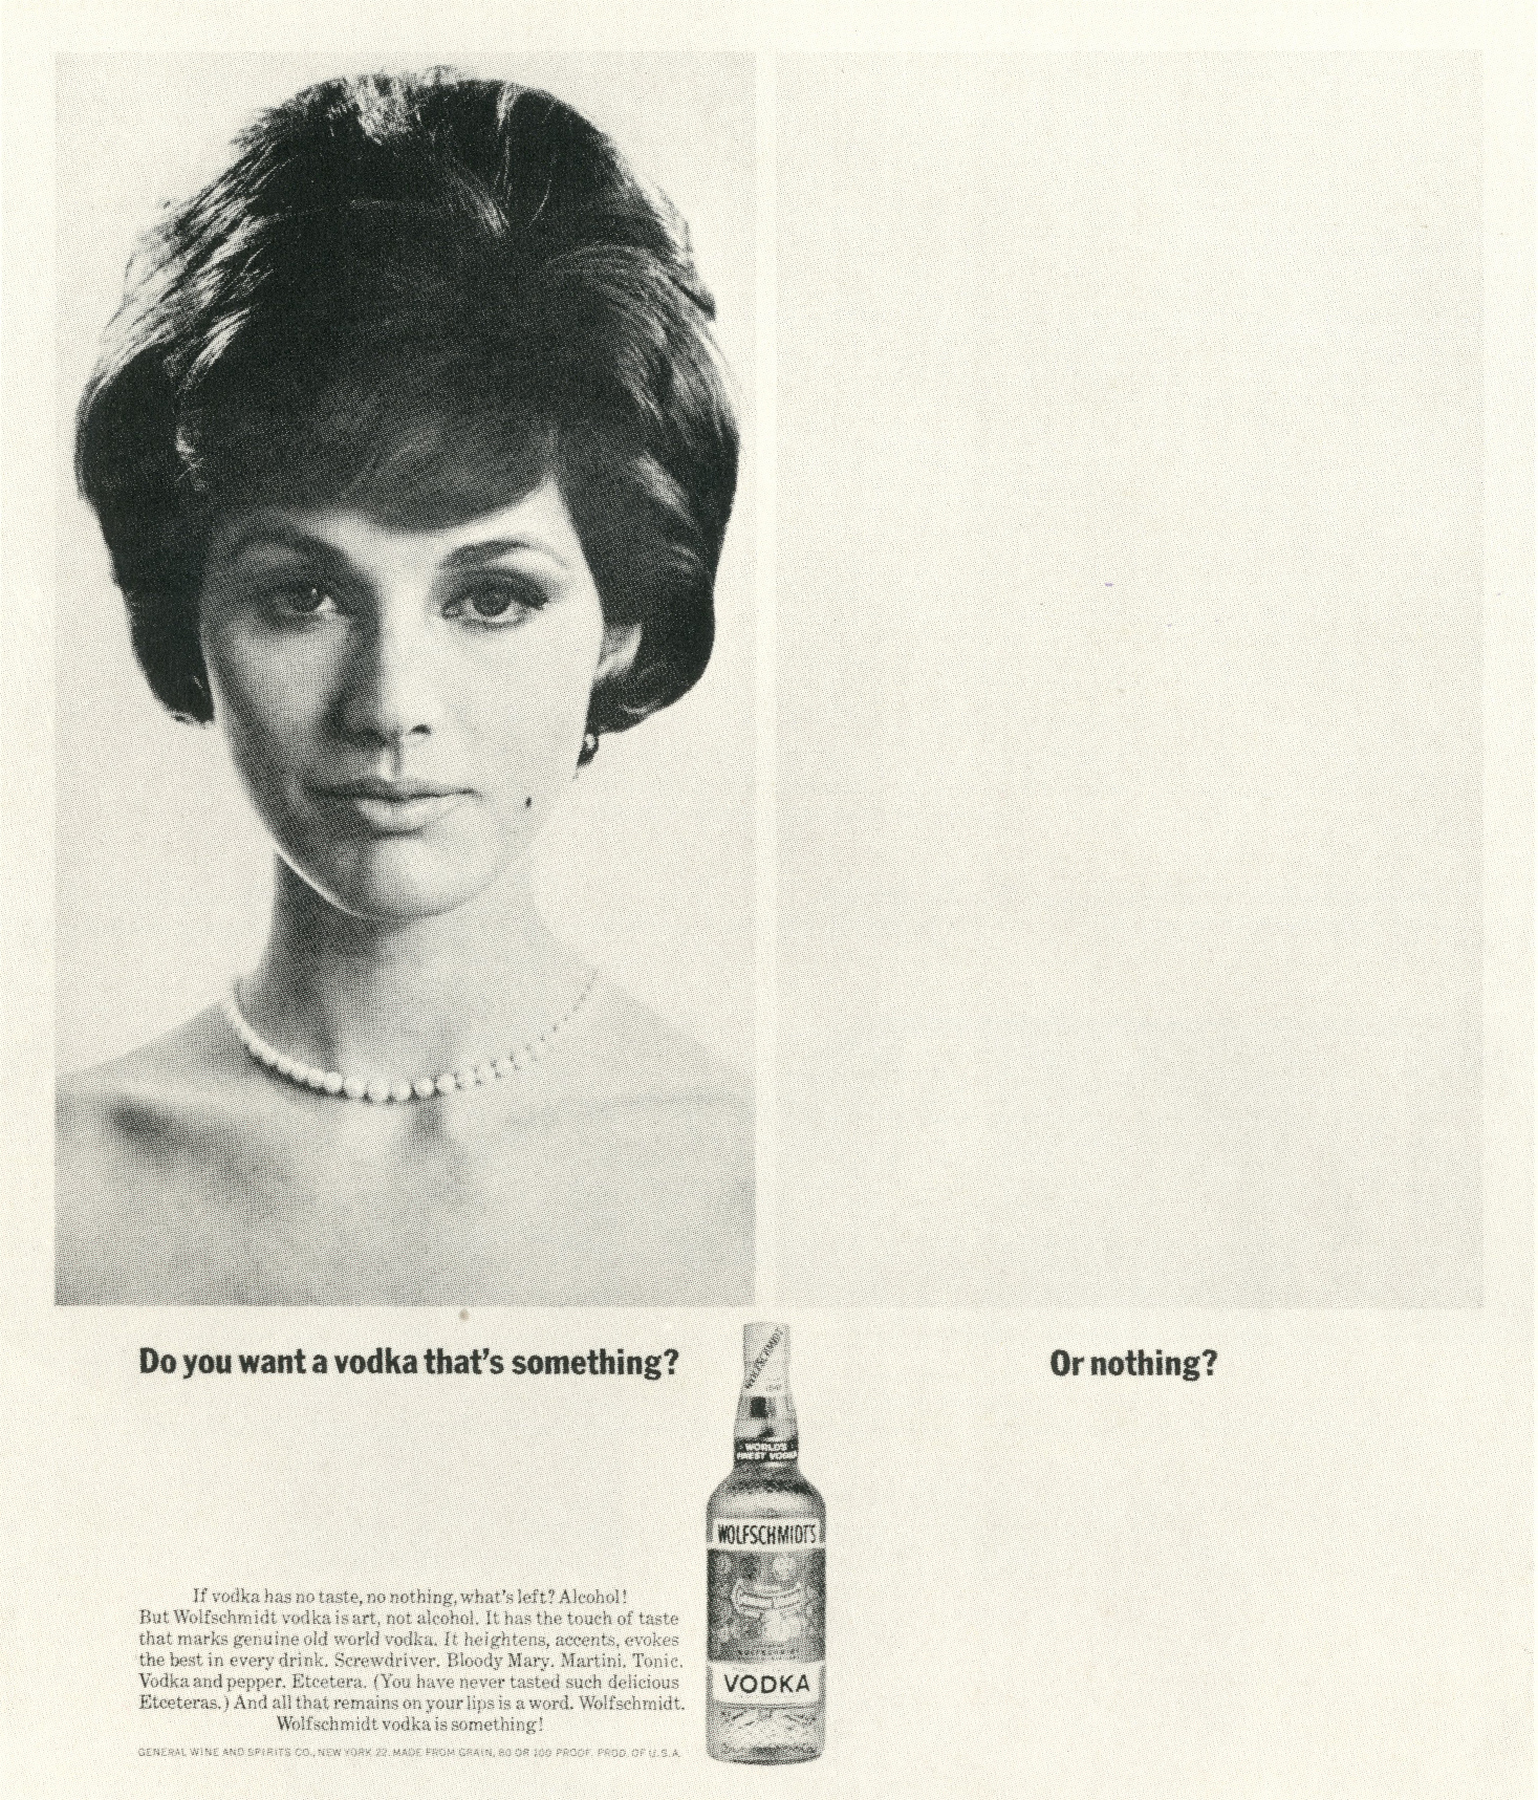 Do you want a vodka that's something?
Or nothing?
WOLFSCHMIDT
WORLD'S
FINEST VODKA
WOLFSCHMIDT'S
VODKA
If vodka has no taste, no nothing, what's left? Alcohol!
But Wolfschmidt vodka is art, not alcohol. It has the touch of taste
that marks genuine old world vodka. It heightens, accents, evokes
the best in every drink. Screwdriver. Bloody Mary. Martini. Tonic.
Vodka and pepper. Etcetera. (You have never tasted such delicious
Etceteras.) And all that remains on your lips is a word. Wolfschmidt.
Wolfschmidt vodka is something!
GENERAL WINE AND SPIRITS CO., NEW YORK 22. MADE FROM GRAIN, 80 OR 100 PROOF. PROD. OF U.S.A.